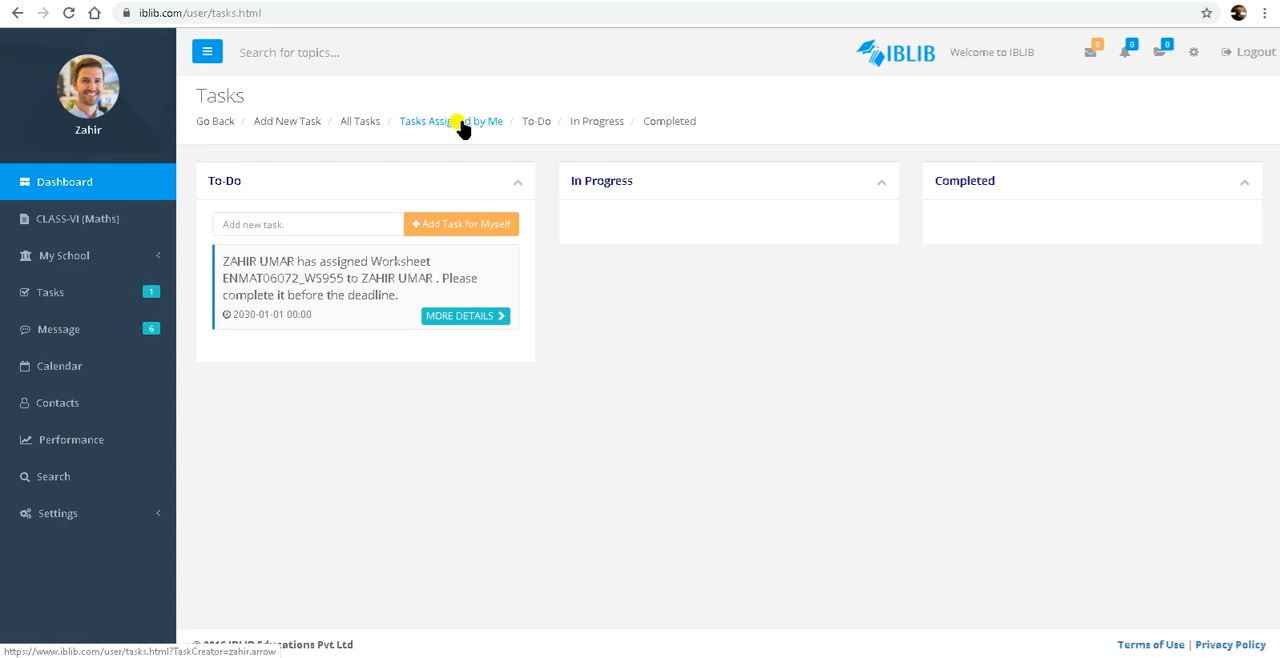 iblib.com/user/tasks.html
Zahir
Dashboard
CLASS-VI (Maths)
My School
Tasks 1
Message 6
Calendar
Contacts
Performance
Search
Settings
Search for topics...
IBLIB
Welcome to IBLIB
0
0
0
Logout
Tasks
Go Back / Add New Task / All Tasks / Tasks Assigned by Me / To-Do / In Progress / Completed
To-Do
Add new task.
Add Task for Myself
ZAHIR UMAR has assigned Worksheet
ENMAT06072_WS955 to ZAHIR UMAR . Please
complete it before the deadline.
2030-01-01 00:00
MORE DETAILS
In Progress
Completed
© 2016 IBLIB Educations Pvt Ltd
Terms of Use | Privacy Policy
https://www.iblib.com/user/tasks.html?TaskCreator=zahir.arrow